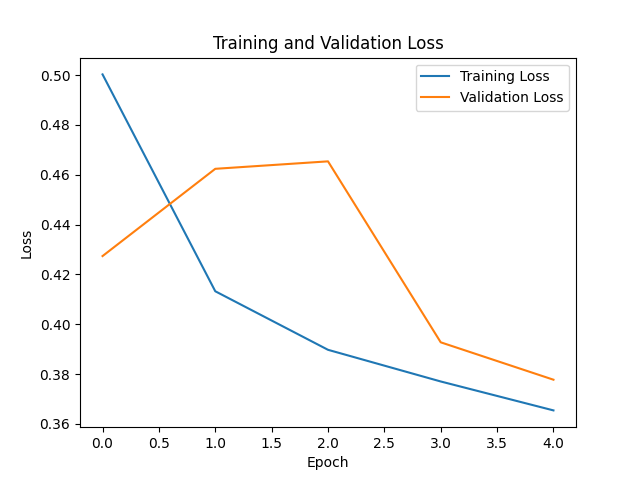 Training and Validation Loss
Training Loss
Validation Loss
0.50
0.48
0.46
0.44
0.42
0.40
0.38
0.36
Loss
0.0 0.5 1.0 1.5 2.0 2.5 3.0 3.5 4.0
Epoch